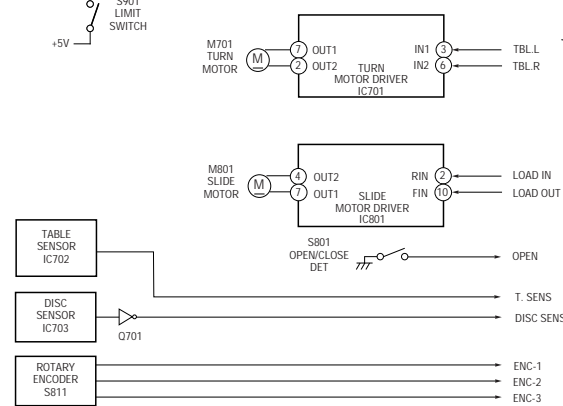 S901
LIMIT
SWITCH
+5V
M701
TURN
MOTOR
M
7 OUT1
2 OUT2
TURN
MOTOR DRIVER
IC701
IN1 3
IN2 6
TBL.L
TBL.R
M801
SLIDE
MOTOR
M
4 OUT2
7 OUT1
SLIDE
MOTOR DRIVER
IC801
RIN 2
FIN 10
LOAD IN
LOAD OUT
TABLE
SENSOR
IC702
S801
OPEN/CLOSE
DET
OPEN
T. SENS
DISC
SENSOR
IC703
Q701
DISC SENS
ROTARY
ENCODER
S811
ENC-1
ENC-2
ENC-3